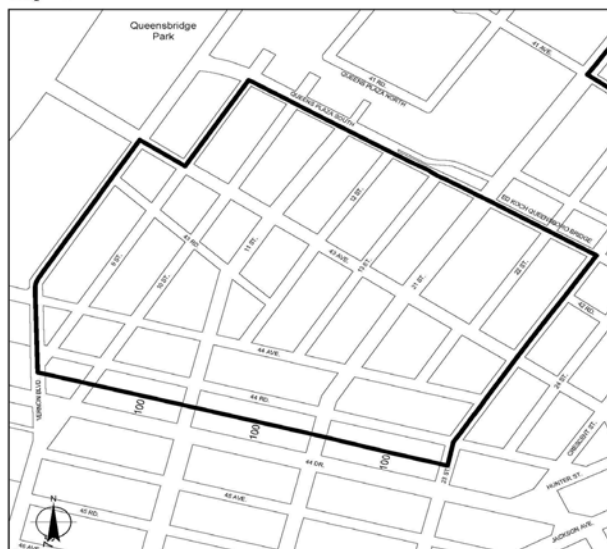 Queensbridge
Park
41 AVE.
41 RD.
QUEENS PLAZA NORTH
QUEENS PLAZA SOUTH
ED KOCH QUEENSBORO BRIDGE
12 ST.
43 AVE.
13 ST.
11 ST.
22 ST.
21 ST.
43 RD.
9 ST.
10 ST.
42 RD.
44 AVE.
24 ST.
44 RD.
VERNON BLVD.
100
100
100
CRESCENT ST.
44 DR.
23 ST.
HUNTER ST.
45 AVE.
45 RD.
N
JACKSON AVE.
46 AVE.